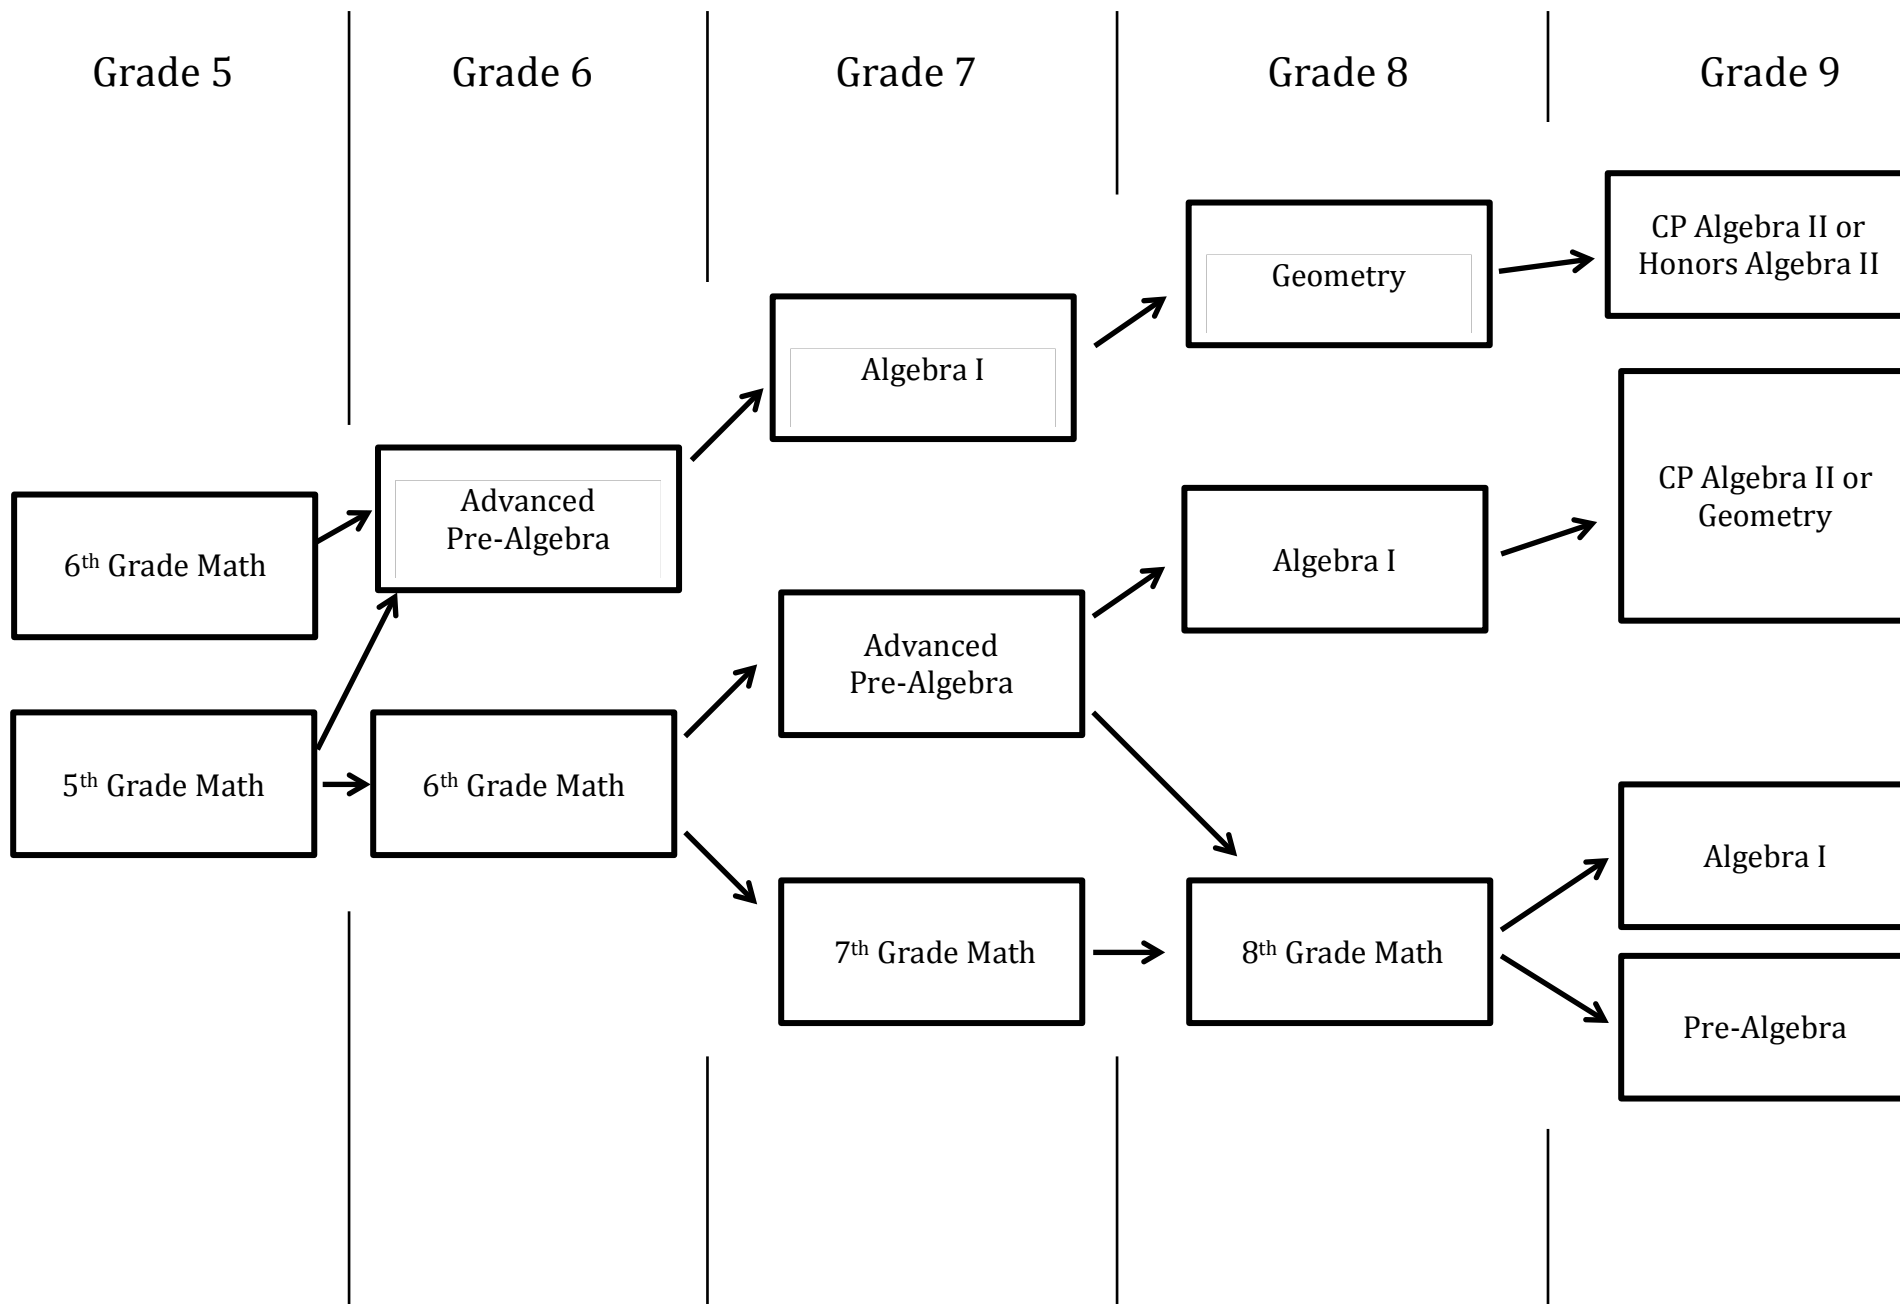 Grade 5
Grade 6
Grade 7
Grade 8
Grade 9
6th Grade Math
5th Grade Math
Advanced
Pre-Algebra
6th Grade Math
Algebra I
Advanced
Pre-Algebra
7th Grade Math
Geometry
Algebra I
8th Grade Math
CP Algebra II or
Honors Algebra II
CP Algebra II or
Geometry
Algebra I
Pre-Algebra